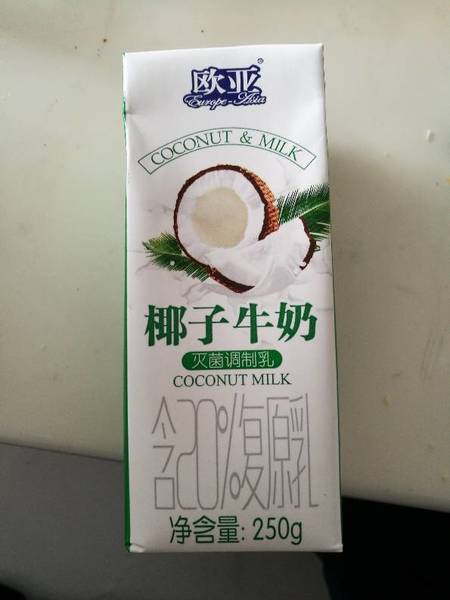 欧亚®
Europe-Asia
COCONUT & MILK
椰子牛奶
灭菌调制乳
COCONUT MILK
含20%复原乳
净含量: 250g